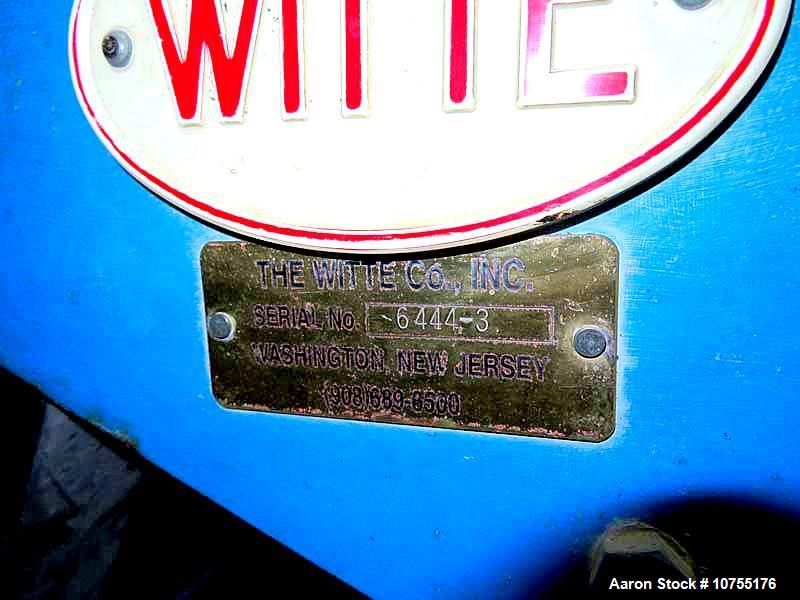 WITTE
THE WITTE Co., INC.
SERIAL No. 6444-3
WASHINGTON, NEW JERSEY
(908) 689-6500
Aaron Stock # 10755176